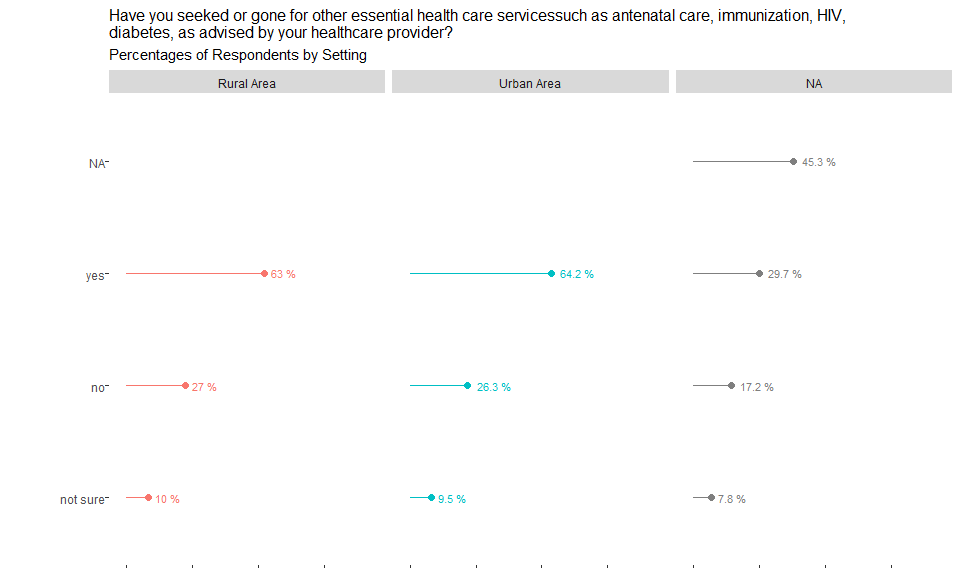 Have you seeked or gone for other essential health care servicessuch as antenatal care, immunization, HIV,
diabetes, as advised by your healthcare provider?
Percentages of Respondents by Setting
Rural Area Urban Area NA
NA 45.3 %
yes 63 % 64.2 % 29.7 %
no 27 % 26.3 % 17.2 %
not sure 10 % 9.5 % 7.8 %